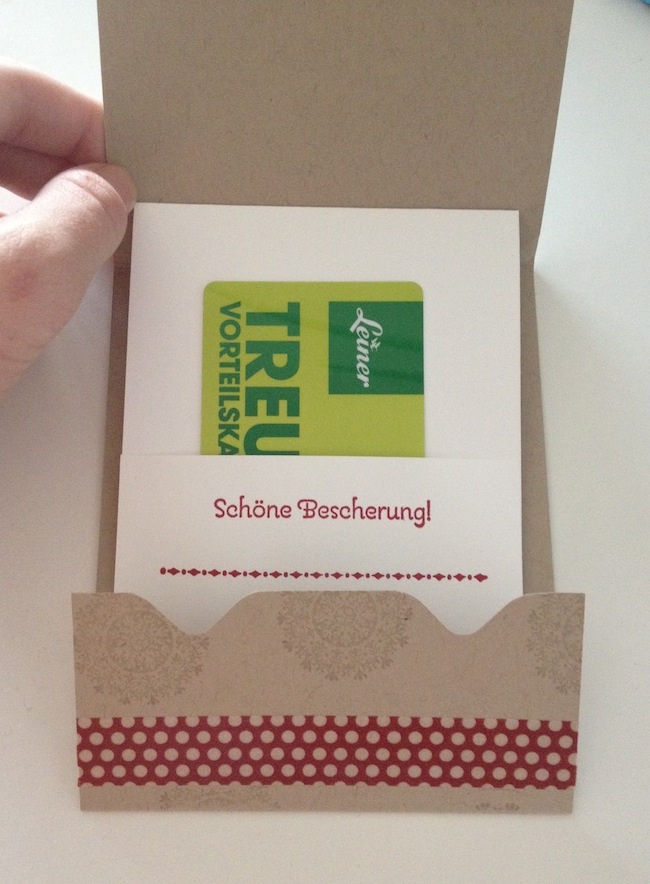 Leiner
TREU
VORTEILSKA
Schöne Bescherung!